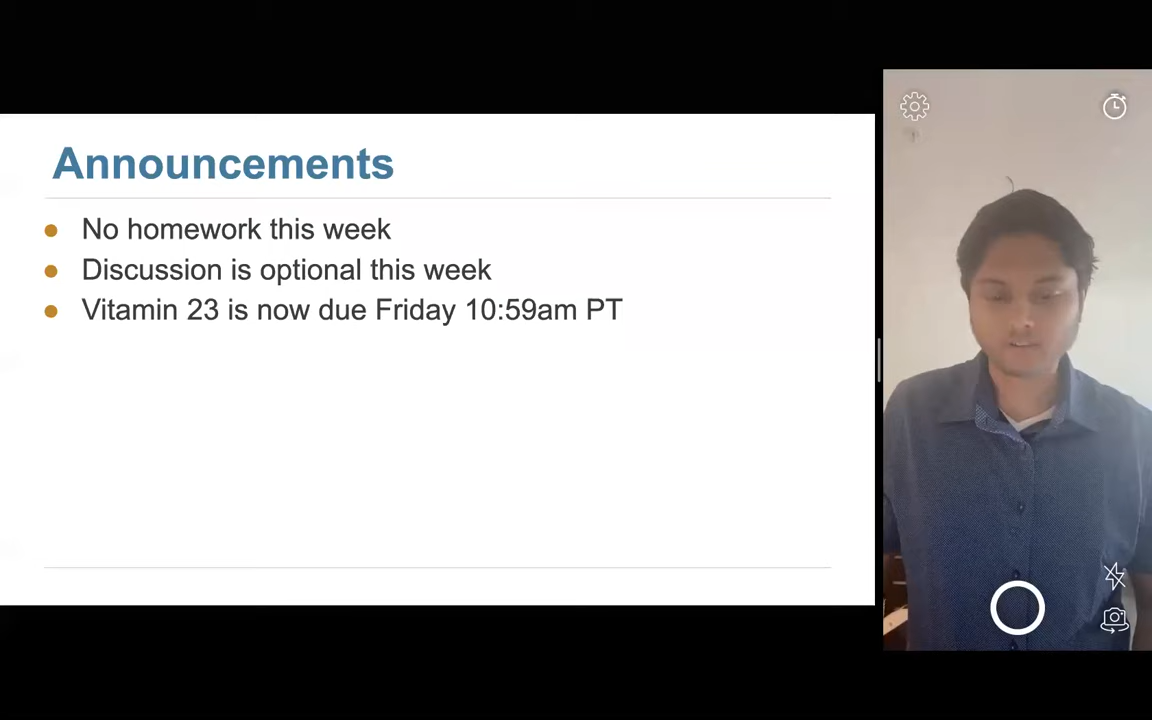 Announcements
No homework this week
Discussion is optional this week
Vitamin 23 is now due Friday 10:59am PT